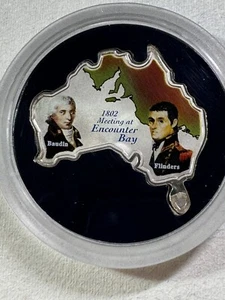 1802
Meeting at
Encounter
Bay
Baudin
Flinders